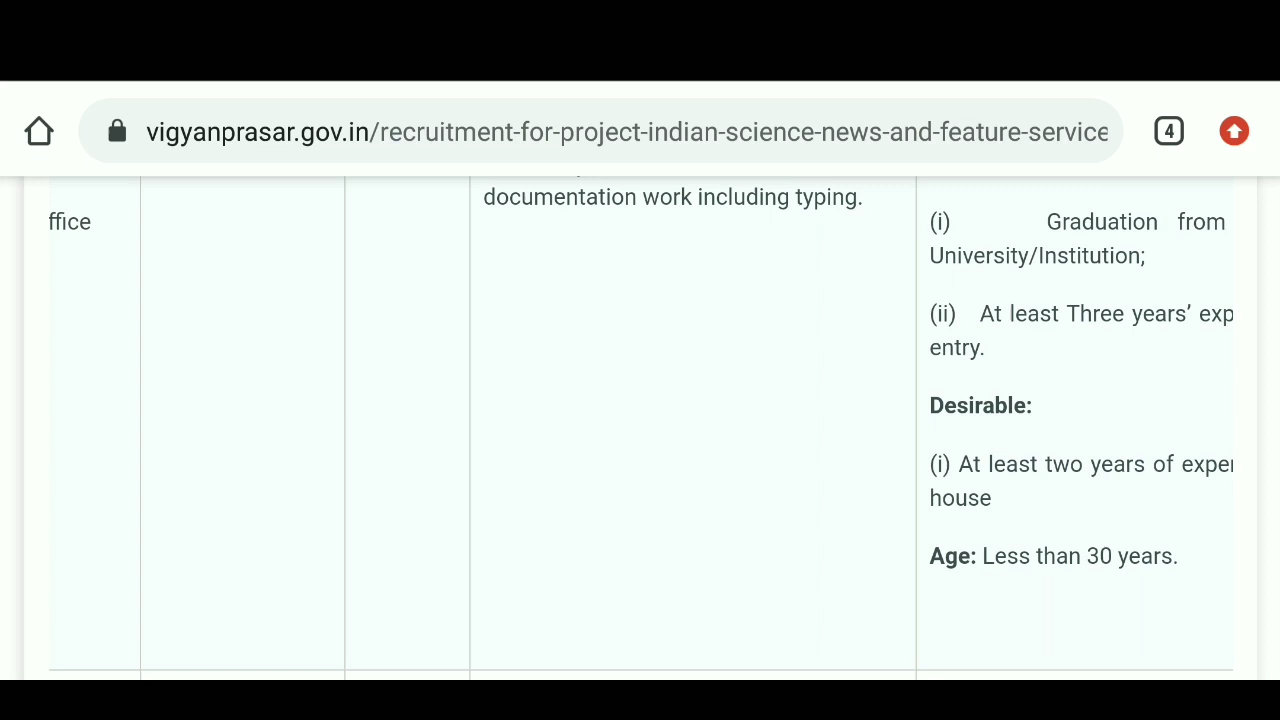 vigyanprasar.gov.in/recruitment-for-project-indian-science-news-and-feature-service
4
documentation work including typing.
ffice
(i) Graduation from
University/Institution;
(ii) At least Three years’ exp
entry.
Desirable:
(i) At least two years of exper
house
Age: Less than 30 years.